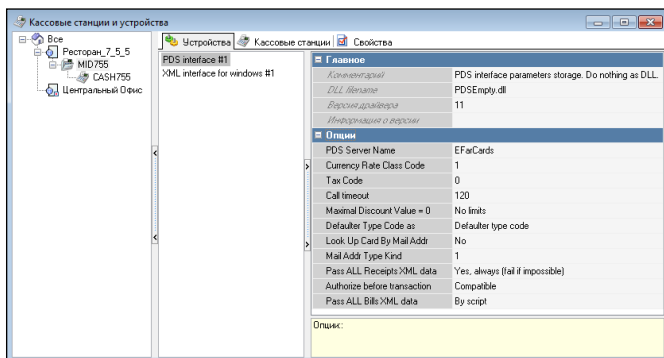 Кассовые станции и устройства
Все
Ресторан_7_5_5
MID755
CASH755
Центральный Офис
Устройства
Кассовые станции
Свойства
PDS interface #1
XML interface for windows #1
Главное
Комментарий PDS interface parameters storage. Do nothing as DLL.
DLL filename PDSEmpty.dll
Версия драйвера 11
Информация о версии
Опции
PDS Server Name EFarCards
Currency Rate Class Code 1
Tax Code 0
Call timeout 120
Maximal Discount Value = 0 No limits
Defaulter Type Code as Defaulter type code
Look Up Card By Mail Addr No
Mail Addr Type Kind 1
Pass ALL Receipts XML data Yes, always (fail if impossible)
Authorize before transaction Compatible
Pass ALL Bills XML data By script
Опции::